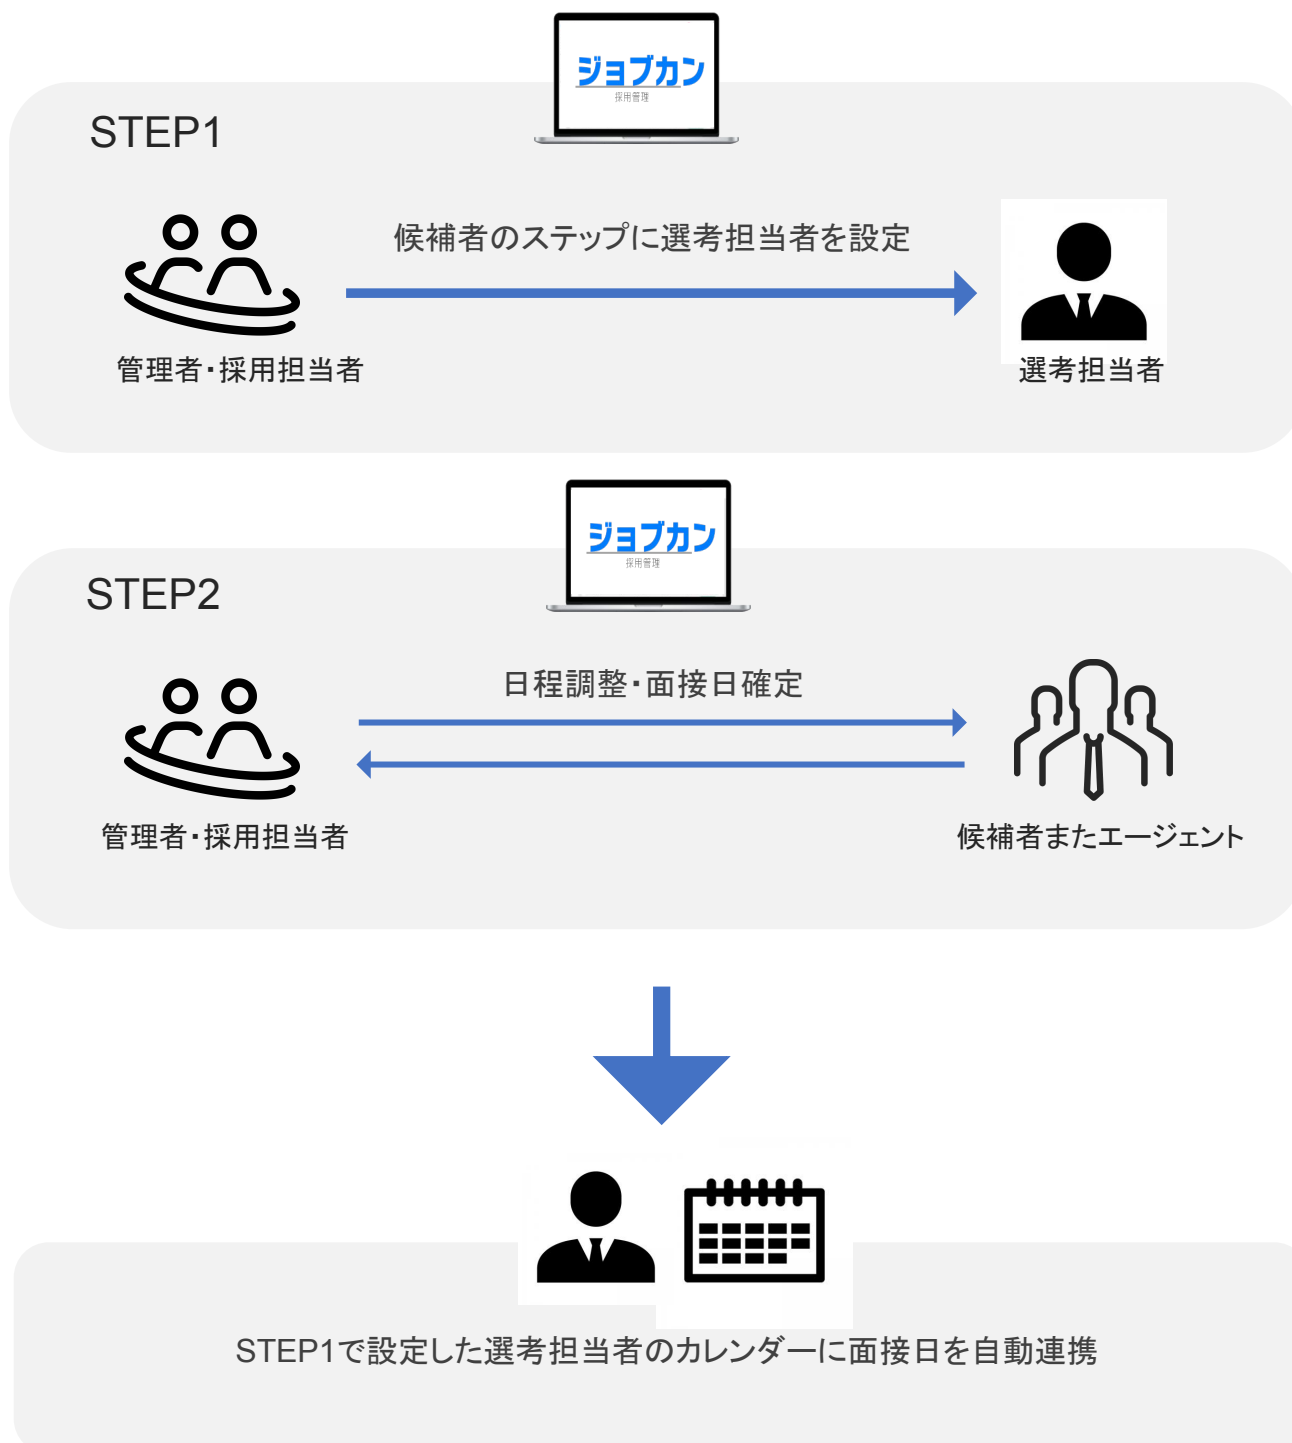 ジョブカン
採用管理
STEP1
候補者のステップに選考担当者を設定
管理者・採用担当者
選考担当者
ジョブカン
採用管理
STEP2
日程調整・面接日確定
管理者・採用担当者
候補者またエージェント
STEP1で設定した選考担当者のカレンダーに面接日を自動連携